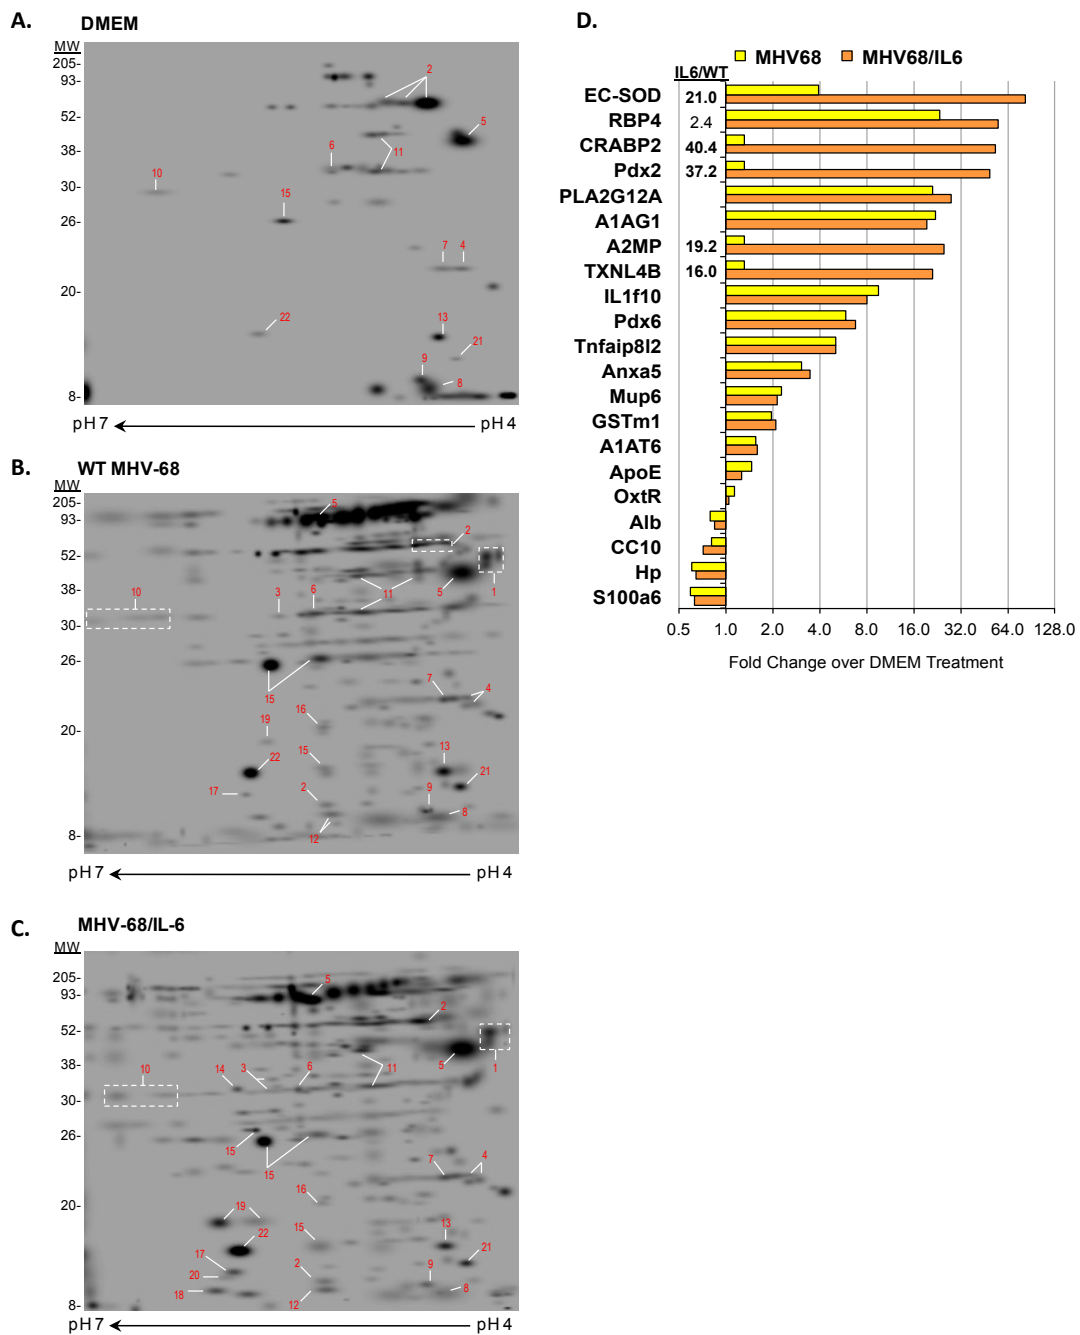 A.
DMEM
MW
205-
93-
52-
38-
30-
26-
20-
8-
2
5
6
11
10
15
7 4
22
13
21
9
8
pH 7
pH 4
B.
WT MHV-68
MW
205-
93-
52-
38-
30-
26-
20-
8-
5
2
10
3
6
11
5
1
7
4
15
16
19
15
13
22
21
17
2
9
8
12
pH 7
pH 4
C.
MHV-68/IL-6
MW
205-
93-
52-
38-
30-
26-
20-
8-
5
2
10
14
3
6
11
5
1
15
15
7
4
16
19
15
13
22
21
17
20
2
9
18
12
8
pH 7
pH 4
D.
MHV68 MHV68/IL6
IL6/WT
EC-SOD 21.0
RBP4 2.4
CRABP2 40.4
Pdx2 37.2
PLA2G12A
A1AG1
A2MP 19.2
TXNL4B 16.0
IL1f10
Pdx6
Tnfaip8l2
Anxa5
Mup6
GSTm1
A1AT6
ApoE
OxtR
Alb
CC10
Hp
S100a6
0.5 1.0 2.0 4.0 8.0 16.0 32.0 64.0 128.0
Fold Change over DMEM Treatment